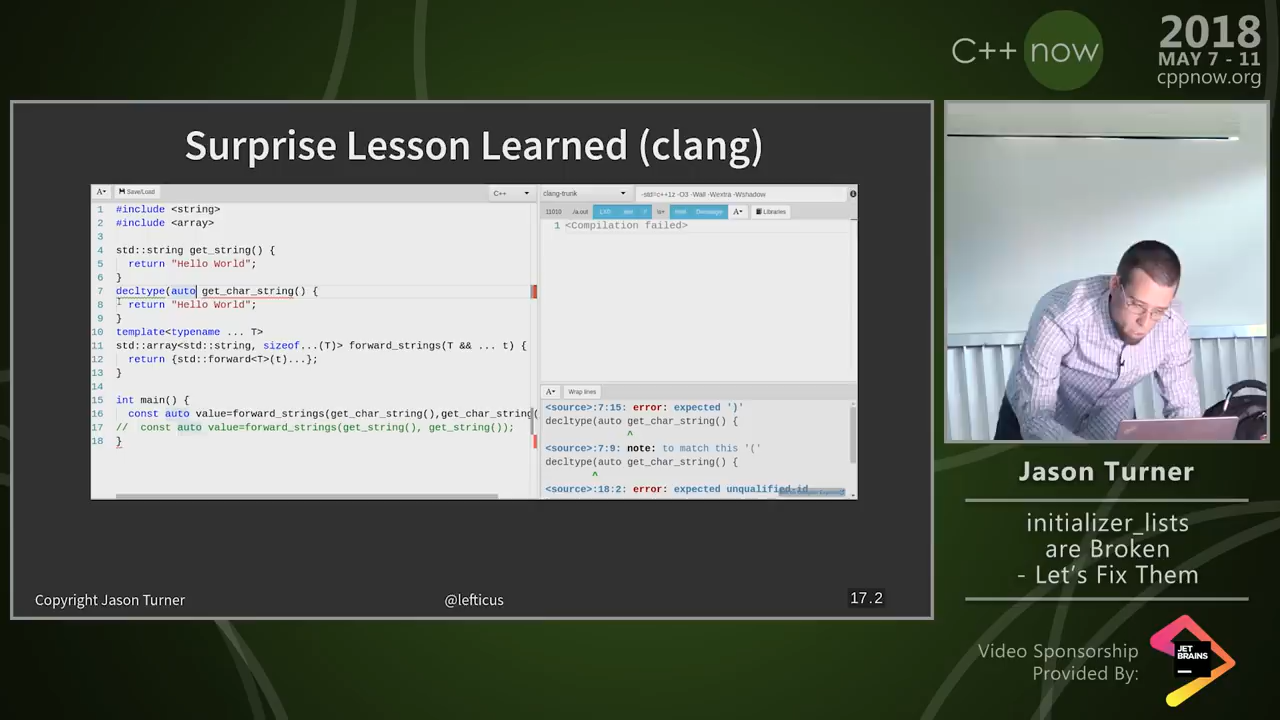 C++ now
2018
MAY 7 - 11
cppnow.org
Surprise Lesson Learned (clang)
A
Save/Load
C++
clang-trunk
-std=c++1z -O3 -Wall -Wextra -Wshadow
1 #include <string>
2 #include <array>
3
4 std::string get_string() {
5 return "Hello World";
6 }
7 decltype(auto get_char_string() {
8 return "Hello World";
9 }
10 template<typename ... T>
11 std::array<std::string, sizeof...(T)> forward_strings(T && ... t) {
12 return {std::forward<T>(t)...};
13 }
14
15 int main() {
16 const auto value=forward_strings(get_char_string(),get_char_string(
17 // const auto value=forward_strings(get_string(), get_string());
18 }
11010
./a.out
A
Libraries
1 <Compilation failed>
A
Wrap lines
<source>:7:15: error: expected ')'
decltype(auto get_char_string() {
^
<source>:7:9: note: to match this '('
decltype(auto get_char_string() {
^
<source>:18:2: error: expected unqualified-id
Copyright Jason Turner
@lefticus
17.2
Jason Turner
initializer_lists
are Broken
- Let's Fix Them
Video Sponsorship
Provided By:
JET
BRAINS